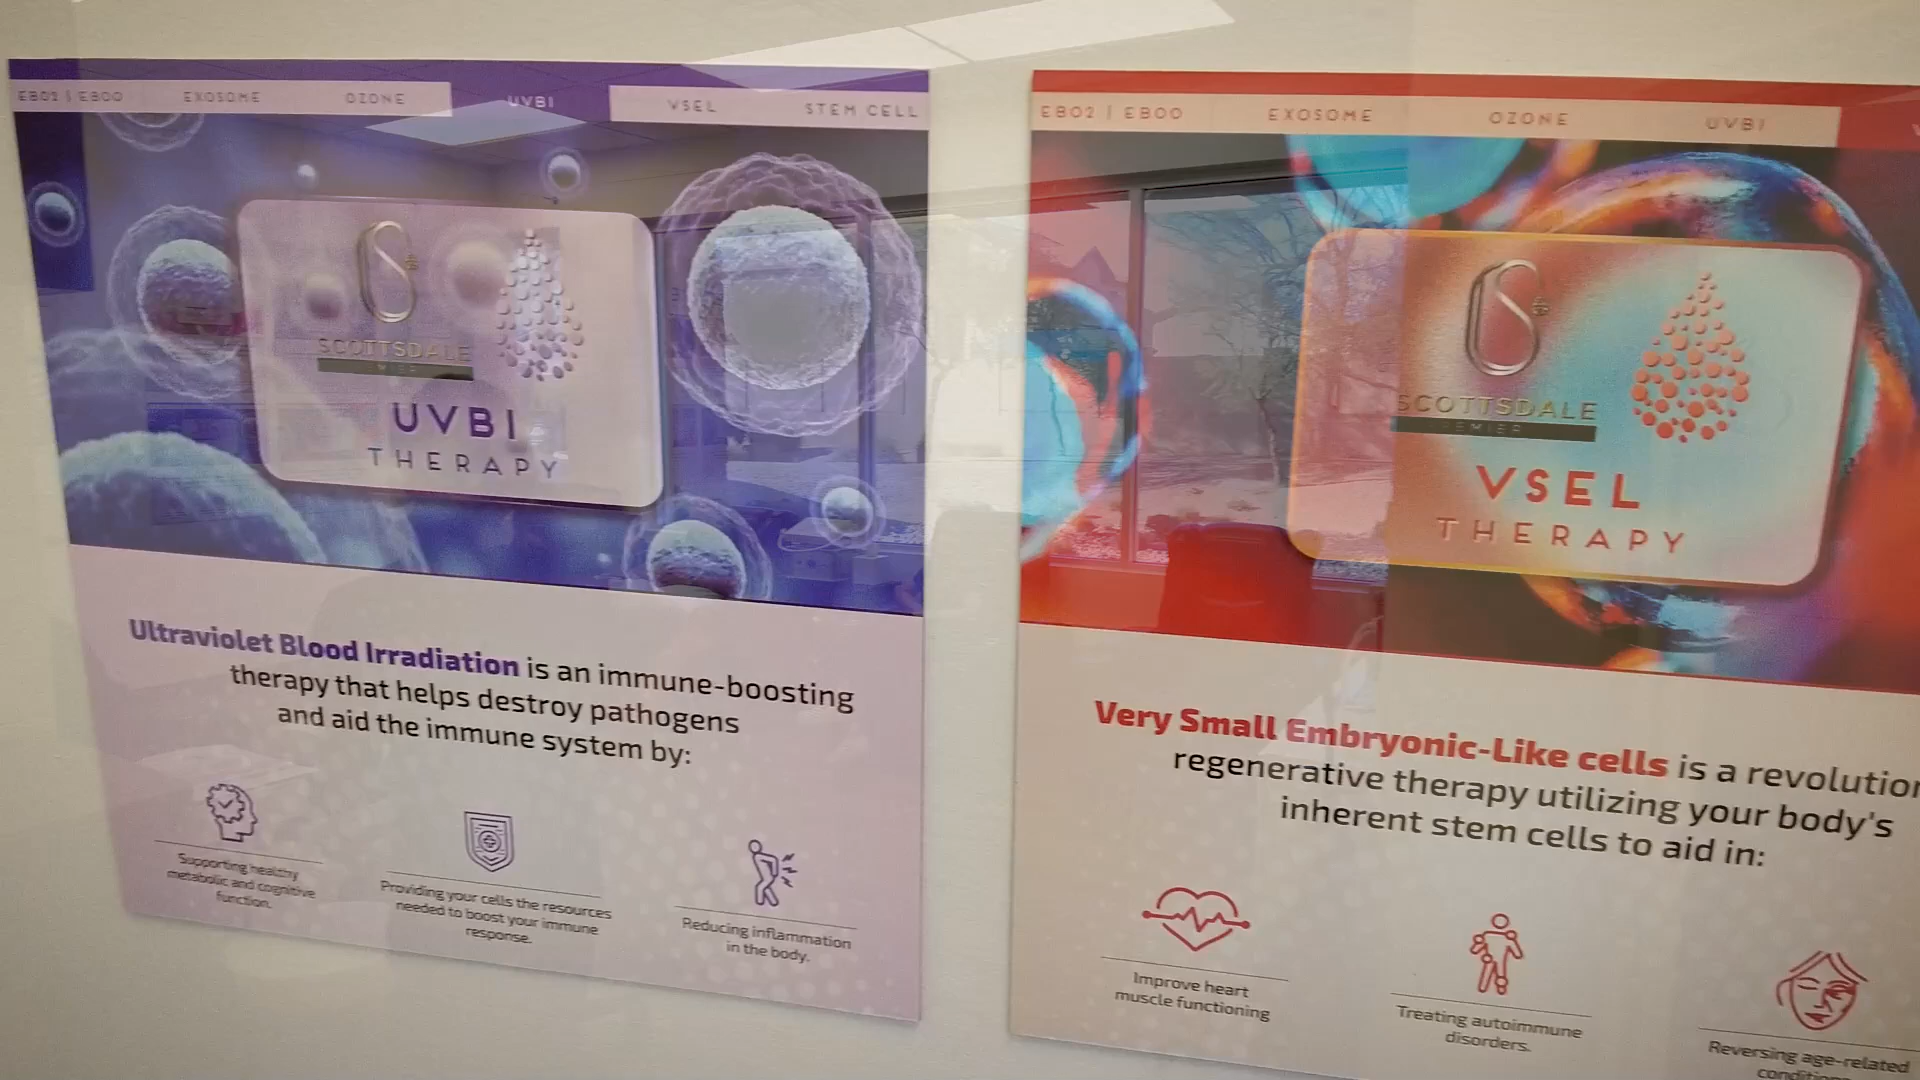 EBO2 | EBOO EXOSOME OZONE UVBI VSEL STEM CELL
SCOTTSDALE
UVBI
THERAPY
Ultraviolet Blood Irradiation is an immune-boosting
therapy that helps destroy pathogens
and aid the immune system by:
Supporting healthy
metabolic and cognitive
function.
Providing your cells the resources
needed to boost your immune
response.
Reducing inflammation
in the body.
EBO2 | EBOO EXOSOME OZONE UVBI
SCOTTSDALE
PREMIER
VSEL
THERAPY
Very Small Embryonic-Like cells is a
regenerative therapy utilizing your body's
inherent stem cells to aid in:
Improve heart
muscle functioning
Treating autoimmune
disorders.
Reversing age-related